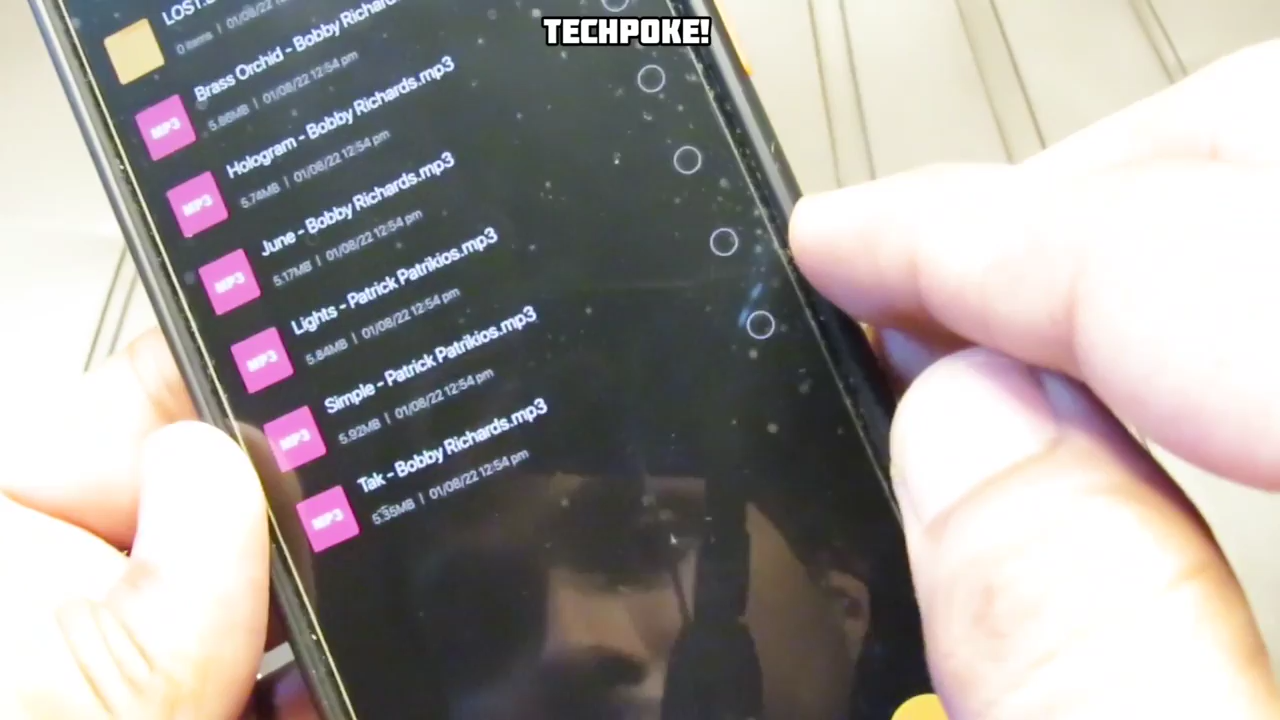 TECHPOKE!
LOST.
0 items | 01/08/22
Brass Orchid - Bobby Richards
5.88MB | 01/08/22 12:54 pm
Hologram - Bobby Richards.mp3
5.74MB | 01/08/22 12:54 pm
June - Bobby Richards.mp3
5.17MB | 01/08/22 12:54 pm
Lights - Patrick Patrikios.mp3
5.84MB | 01/08/22 12:54 pm
Simple - Patrick Patrikios.mp3
5.92MB | 01/08/22 12:54 pm
Tak - Bobby Richards.mp3
5.35MB | 01/08/22 12:54 pm
MP3
MP3
MP3
MP3
MP3
MP3